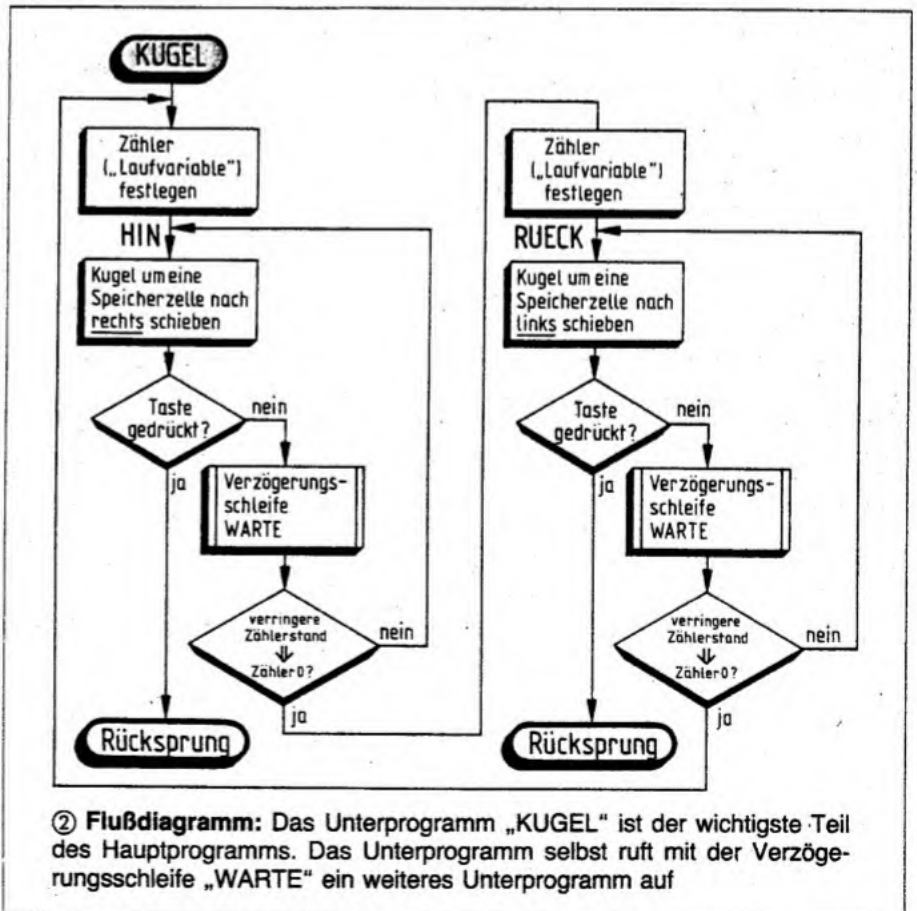 KUGEL
Zähler
(„Laufvariable")
festlegen
HIN
Kugel um eine
Speicherzelle nach
rechts schieben
Taste
gedrückt?
nein
ja
Verzögerungs-
schleife
WARTE
verringere
Zählerstand
⇓
Zähler 0?
nein
ja
Rücksprung
Zähler
(„Laufvariable")
festlegen
RUECK
Kugel um eine
Speicherzelle nach
links schieben
Taste
gedrückt?
nein
ja
Verzögerungs-
schleife
WARTE
verringere
Zählerstand
⇓
Zähler 0?
nein
ja
Rücksprung
② Flußdiagramm: Das Unterprogramm „KUGEL" ist der wichtigste Teil
des Hauptprogramms. Das Unterprogramm selbst ruft mit der Verzöge-
rungsschleife „WARTE" ein weiteres Unterprogramm auf